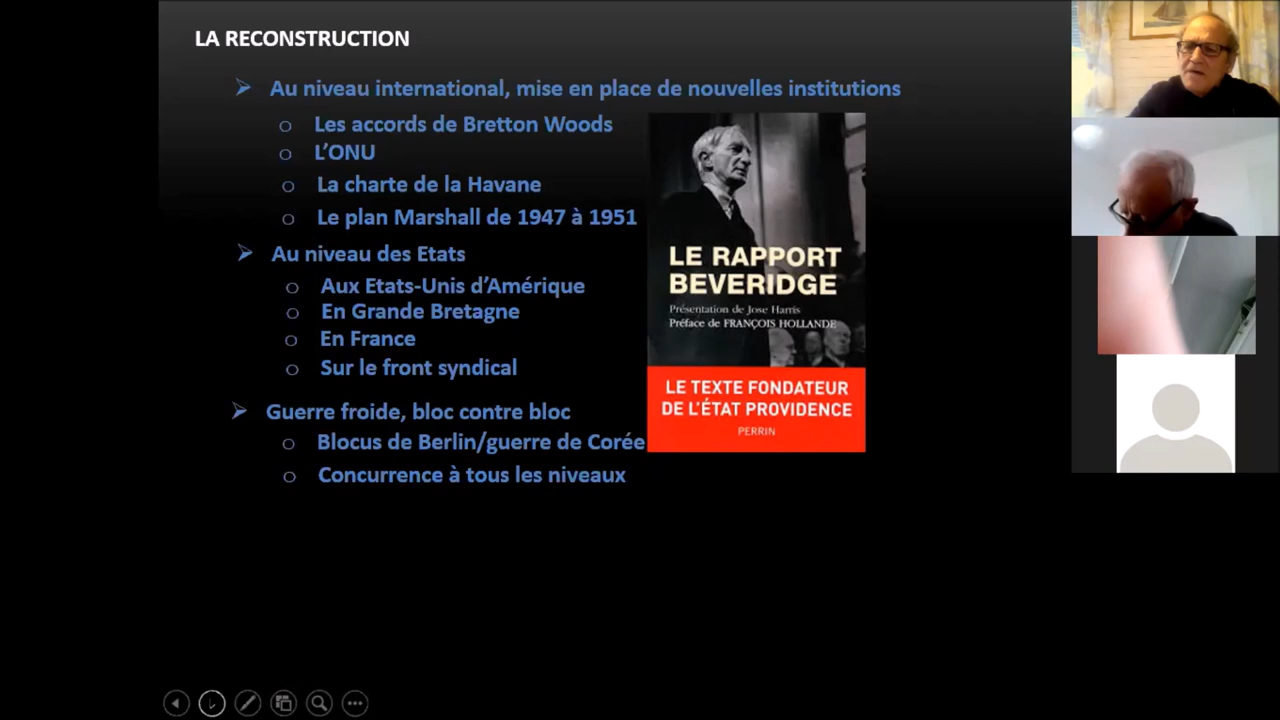 LA RECONSTRUCTION
Au niveau international, mise en place de nouvelles institutions
Les accords de Bretton Woods
L'ONU
La charte de la Havane
Le plan Marshall de 1947 à 1951
Au niveau des Etats
Aux Etats-Unis d'Amérique
En Grande Bretagne
En France
Sur le front syndical
Guerre froide, bloc contre bloc
Blocus de Berlin/guerre de Corée
Concurrence à tous les niveaux
LE RAPPORT
BEVERIDGE
Présentation de Jose Harris
Préface de FRANÇOIS HOLLANDE
LE TEXTE FONDATEUR
DE L'ÉTAT PROVIDENCE
PERRIN